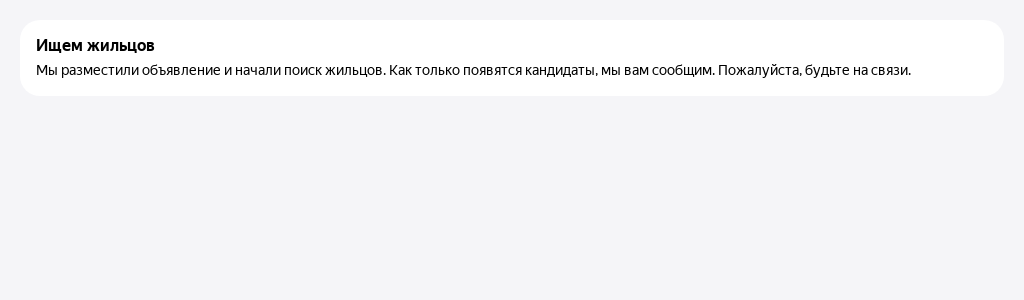 Ищем жильцов
Мы разместили объявление и начали поиск жильцов. Как только появятся кандидаты, мы вам сообщим. Пожалуйста, будьте на связи.